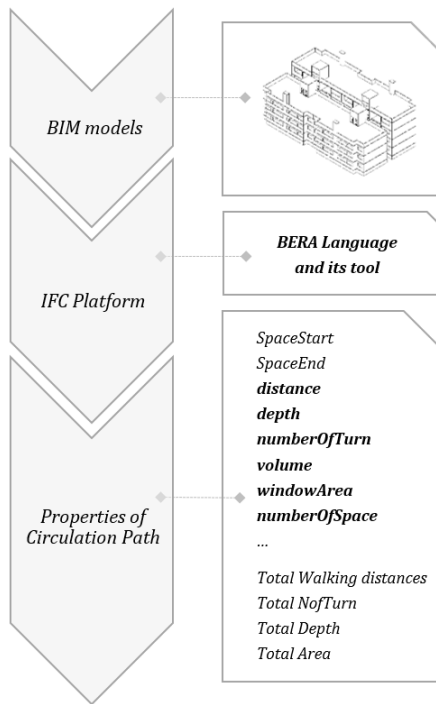 BIM models
BERA Language
and its tool
IFC Platform
SpaceStart
SpaceEnd
distance
depth
numberOfTurn
volume
windowArea
numberOfSpace
...
Properties of
Circulation Path
Total Walking distances
Total NofTurn
Total Depth
Total Area